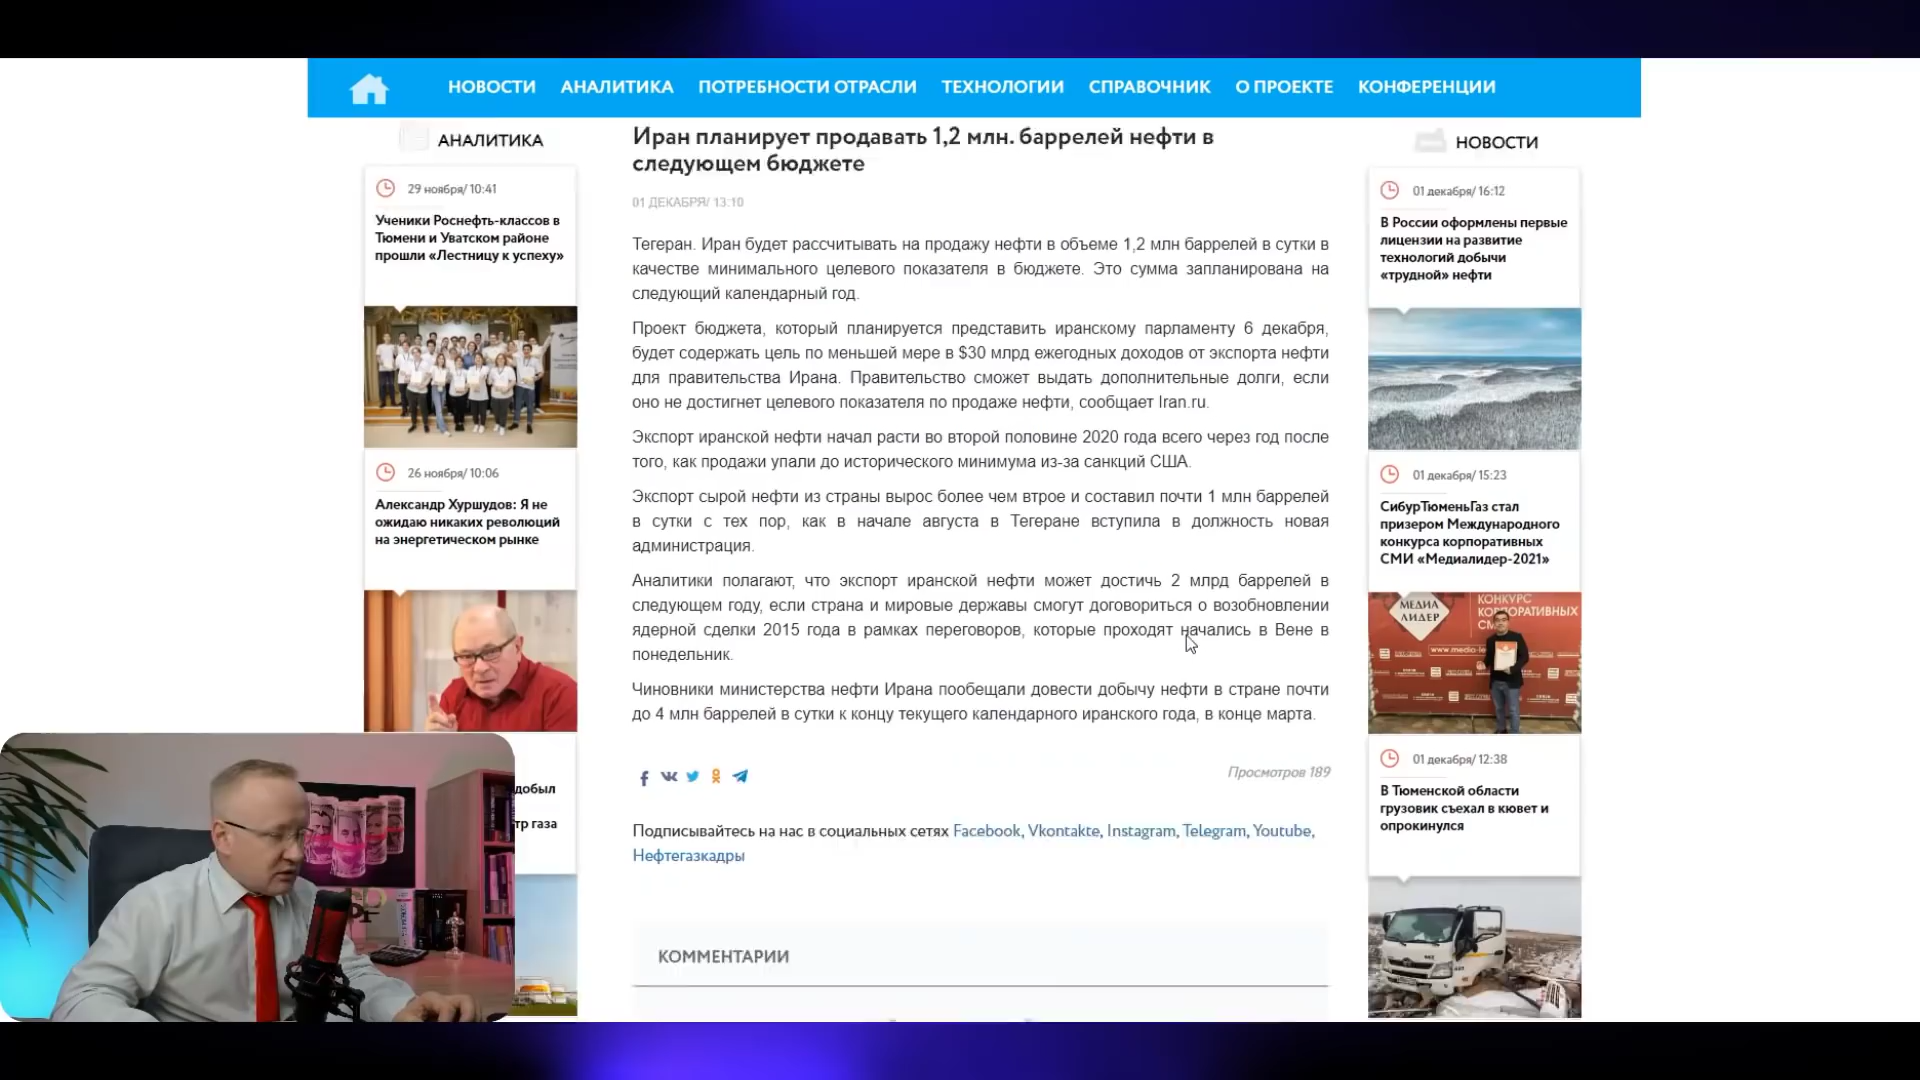 НОВОСТИ АНАЛИТИКА ПОТРЕБНОСТИ ОТРАСЛИ ТЕХНОЛОГИИ СПРАВОЧНИК О ПРОЕКТЕ КОНФЕРЕНЦИИ
АНАЛИТИКА
29 ноября/ 10:41
Ученики Роснефть-классов в
Тюмени и Уватском районе
прошли «Лестницу к успеху»
26 ноября/ 10:06
Александр Хуршудов: Я не
ожидаю никаких революций
на энергетическом рынке
добыл
тр газа
Иран планирует продавать 1,2 млн. баррелей нефти в
следующем бюджете
01 ДЕКАБРЯ/ 13:10
Тегеран. Иран будет рассчитывать на продажу нефти в объеме 1,2 млн баррелей в сутки в
качестве минимального целевого показателя в бюджете. Это сумма запланирована на
следующий календарный год.
Проект бюджета, который планируется представить иранскому парламенту 6 декабря,
будет содержать цель по меньшей мере в $30 млрд ежегодных доходов от экспорта нефти
для правительства Ирана. Правительство сможет выдать дополнительные долги, если
оно не достигнет целевого показателя по продаже нефти, сообщает Iran.ru.
Экспорт иранской нефти начал расти во второй половине 2020 года всего через год после
того, как продажи упали до исторического минимума из-за санкций США.
Экспорт сырой нефти из страны вырос более чем втрое и составил почти 1 млн баррелей
в сутки с тех пор, как в начале августа в Тегеране вступила в должность новая
администрация.
Аналитики полагают, что экспорт иранской нефти может достичь 2 млрд баррелей в
следующем году, если страна и мировые державы смогут договориться о возобновлении
ядерной сделки 2015 года в рамках переговоров, которые проходят начались в Вене в
понедельник.
Чиновники министерства нефти Ирана пообещали довести добычу нефти в стране почти
до 4 млн баррелей в сутки к концу текущего календарного иранского года, в конце марта.
Просмотров 189
Подписывайтесь на нас в социальных сетях Facebook, Vkontakte, Instagram, Telegram, Youtube,
Нефтегазкадры
КОММЕНТАРИИ
НОВОСТИ
01 декабря/ 16:12
В России оформлены первые
лицензии на развитие
технологий добычи
«трудной» нефти
01 декабря/ 15:23
СибурТюменьГаз стал
призером Международного
конкурса корпоративных
СМИ «Медиалидер-2021»
МЕДИА
ЛИДЕР
КОНКУРС
КОРПОРАТИВНЫХ
01 декабря/ 12:38
В Тюменской области
грузовик съехал в кювет и
опрокинулся